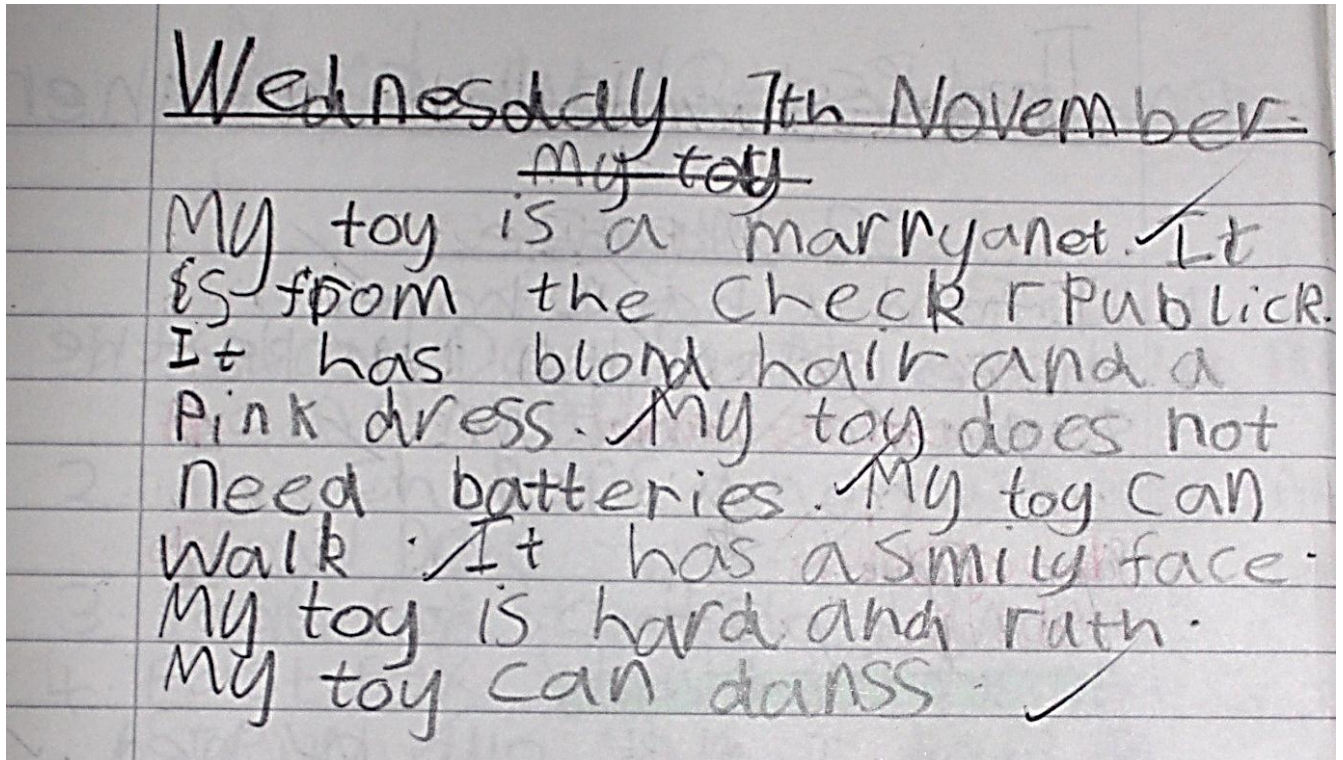 Wednesday 7th November
My toy
My toy is a marryanet. It
is from the Check rpublick.
It has blond hair and a
Pink dress. My toy does not
need batteries. My toy can
walk. It has a smily face.
My toy is hard and ruth.
My toy can danss.